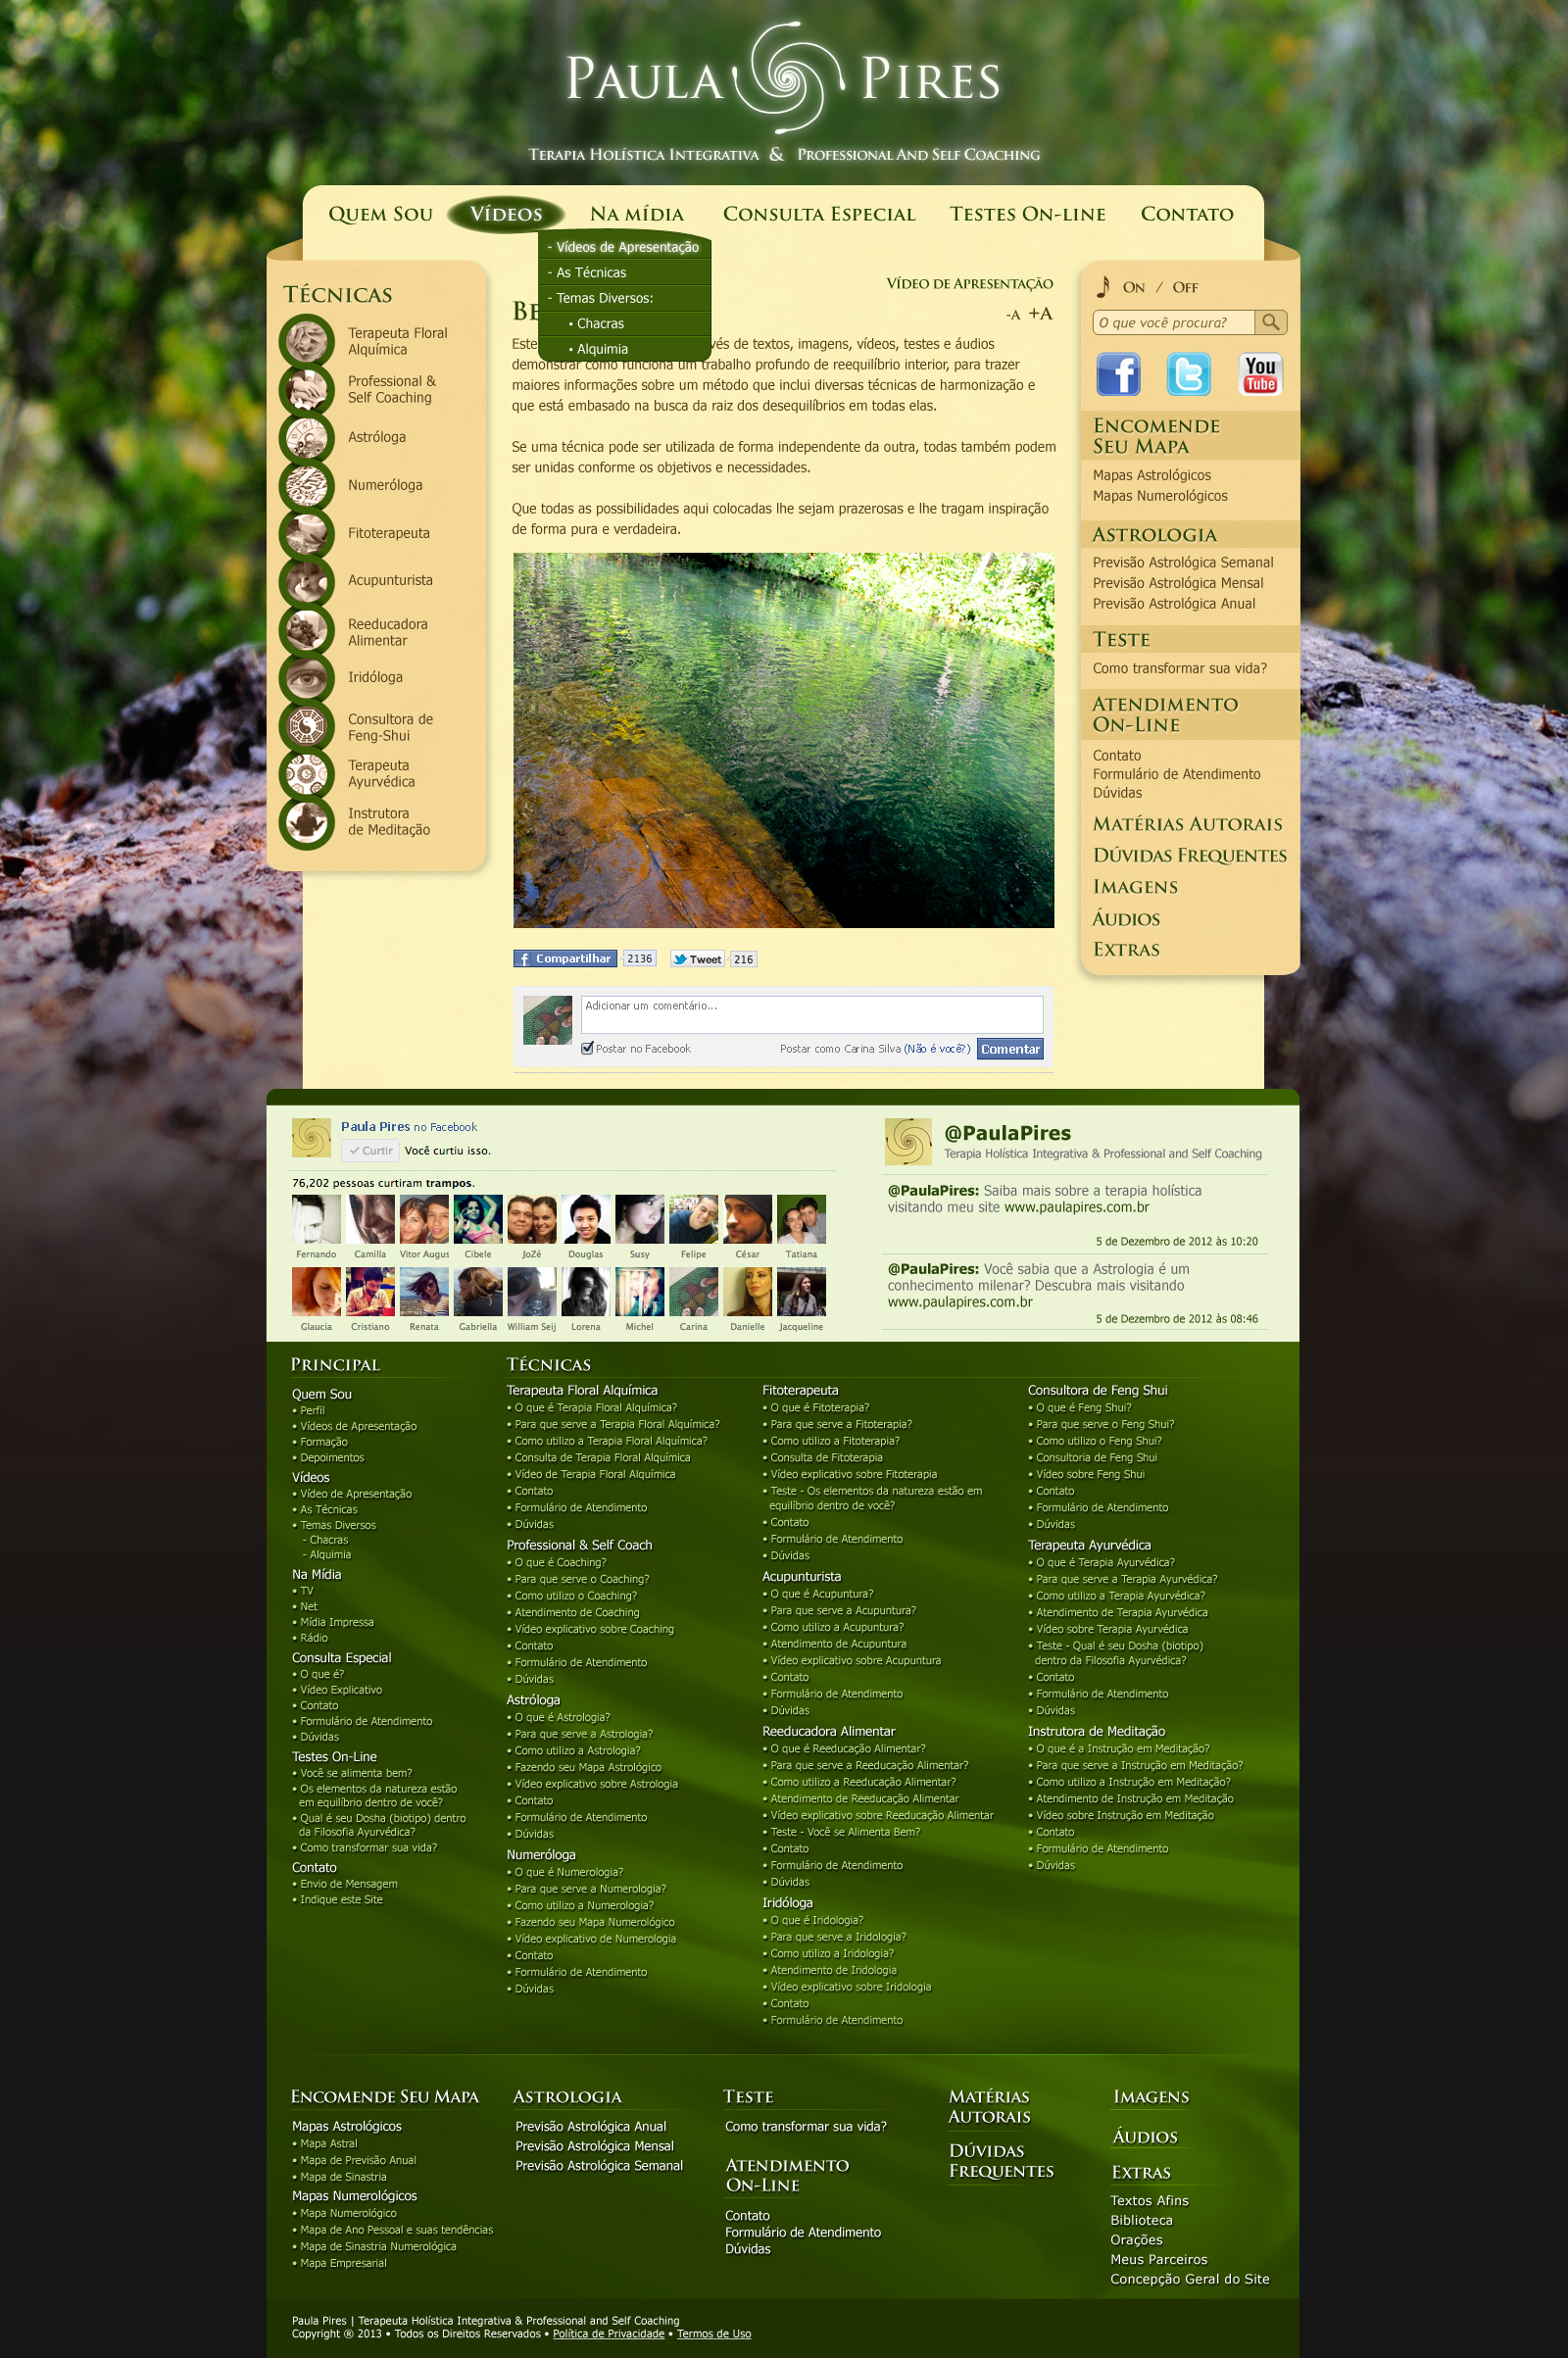 PAULA PIRES
TERAPIA HOLÍSTICA INTEGRATIVA & PROFESSIONAL AND SELF COACHING
QUEM SOU
VÍDEOS
NA MÍDIA
CONSULTA ESPECIAL
TESTES ON-LINE
CONTATO
- Vídeos de Apresentação
- As Técnicas
- Temas Diversos:
• Chacras
• Alquimia
TÉCNICAS
Terapeuta Floral
Alquímica
Professional &
Self Coaching
Astróloga
Numeróloga
Fitoterapeuta
Acupunturista
Reeducadora
Alimentar
Iridóloga
Consultora de
Feng-Shui
Terapeuta
Ayurvédica
Instrutora
de Meditação
VÍDEO DE APRESENTAÇÃO
-A +A
Este
de textos, imagens, vídeos, testes e áudios
demonstrar como funciona um trabalho profundo de reequilíbrio interior, para trazer
maiores informações sobre um método que inclui diversas técnicas de harmonização e
que está embasado na busca da raiz dos desequilíbrios em todas elas.
Se uma técnica pode ser utilizada de forma independente da outra, todas também podem
ser unidas conforme os objetivos e necessidades.
Que todas as possibilidades aqui colocadas lhe sejam prazerosas e lhe tragam inspiração
de forma pura e verdadeira.
Compartilhar 2136 Tweet 216
Adicionar um comentário...
Postar no Facebook
Postar como Carina Silva (Não é você?) Comentar
ON / OFF
O que você procura?
f
t
You
Tube
ENCOMENDE
SEU MAPA
Mapas Astrológicos
Mapas Numerológicos
ASTROLOGIA
Previsão Astrológica Semanal
Previsão Astrológica Mensal
Previsão Astrológica Anual
TESTE
Como transformar sua vida?
ATENDIMENTO
ON-LINE
Contato
Formulário de Atendimento
Dúvidas
MATÉRIAS AUTORAIS
DÚVIDAS FREQUENTES
IMAGENS
ÁUDIOS
EXTRAS
Paula Pires no Facebook
Curtir Você curtiu isso.
76,202 pessoas curtiram trampos.
Fernando Camilla Vitor Augus Cibele JoZé Douglas Susy Felipe César Tatiana
Glaucia Cristiano Renata Gabriella William Seij Lorena Michel Carina Danielle Jacqueline
@PaulaPires
Terapia Holística Integrativa & Professional and Self Coaching
@PaulaPires: Saiba mais sobre a terapia holística
visitando meu site www.paulapires.com.br
5 de Dezembro de 2012 às 10:20
@PaulaPires: Você sabia que a Astrologia é um
conhecimento milenar? Descubra mais visitando
www.paulapires.com.br
5 de Dezembro de 2012 às 08:46
PRINCIPAL
Quem Sou
• Perfil
• Vídeos de Apresentação
• Formação
• Depoimentos
Vídeos
• Vídeo de Apresentação
• As Técnicas
• Temas Diversos
- Chacras
- Alquimia
Na Mídia
• TV
• Net
• Mídia Impressa
• Rádio
Consulta Especial
• O que é?
• Vídeo Explicativo
• Contato
• Formulário de Atendimento
• Dúvidas
Testes On-Line
• Você se alimenta bem?
• Os elementos da natureza estão
em equilíbrio dentro de você?
• Qual é seu Dosha (biotipo) dentro
da Filosofia Ayurvédica?
• Como transformar sua vida?
Contato
• Envio de Mensagem
• Indique este Site
TÉCNICAS
Terapeuta Floral Alquímica
• O que é Terapia Floral Alquímica?
• Para que serve a Terapia Floral Alquímica?
• Como utilizo a Terapia Floral Alquímica?
• Consulta de Terapia Floral Alquímica
• Vídeo de Terapia Floral Alquímica
• Contato
• Formulário de Atendimento
• Dúvidas
Professional & Self Coach
• O que é Coaching?
• Para que serve o Coaching?
• Como utilizo o Coaching?
• Atendimento de Coaching
• Vídeo explicativo sobre Coaching
• Contato
• Formulário de Atendimento
• Dúvidas
Astróloga
• O que é Astrologia?
• Para que serve a Astrologia?
• Como utilizo a Astrologia?
• Fazendo seu Mapa Astrológico
• Vídeo explicativo sobre Astrologia
• Contato
• Formulário de Atendimento
• Dúvidas
Numeróloga
• O que é Numerologia?
• Para que serve a Numerologia?
• Como utilizo a Numerologia?
• Fazendo seu Mapa Numerológico
• Vídeo explicativo de Numerologia
• Contato
• Formulário de Atendimento
• Dúvidas
Fitoterapeuta
• O que é Fitoterapia?
• Para que serve a Fitoterapia?
• Como utilizo a Fitoterapia?
• Consulta de Fitoterapia
• Vídeo explicativo sobre Fitoterapia
• Teste - Os elementos da natureza estão em
equilíbrio dentro de você?
• Contato
• Formulário de Atendimento
• Dúvidas
Acupunturista
• O que é Acupuntura?
• Para que serve a Acupuntura?
• Como utilizo a Acupuntura?
• Atendimento de Acupuntura
• Vídeo explicativo sobre Acupuntura
• Contato
• Formulário de Atendimento
• Dúvidas
Reeducadora Alimentar
• O que é Reeducação Alimentar?
• Para que serve a Reeducação Alimentar?
• Como utilizo a Reeducação Alimentar?
• Atendimento de Reeducação Alimentar
• Vídeo explicativo sobre Reeducação Alimentar
• Teste - Você se Alimenta Bem?
• Contato
• Formulário de Atendimento
• Dúvidas
Iridóloga
• O que é Iridologia?
• Para que serve a Iridologia?
• Como utilizo a Iridologia?
• Atendimento de Iridologia
• Vídeo explicativo sobre Iridologia
• Contato
• Formulário de Atendimento
Consultora de Feng Shui
• O que é Feng Shui?
• Para que serve o Feng Shui?
• Como utilizo o Feng Shui?
• Consultoria de Feng Shui
• Vídeo sobre Feng Shui
• Contato
• Formulário de Atendimento
• Dúvidas
Terapeuta Ayurvédica
• O que é Terapia Ayurvédica?
• Para que serve a Terapia Ayurvédica?
• Como utilizo a Terapia Ayurvédica?
• Atendimento de Terapia Ayurvédica
• Vídeo sobre Terapia Ayurvédica
• Teste - Qual é seu Dosha (biotipo)
dentro da Filosofia Ayurvédica?
• Contato
• Formulário de Atendimento
• Dúvidas
Instrutora de Meditação
• O que é a Instrução em Meditação?
• Para que serve a Instrução em Meditação?
• Como utilizo a Instrução em Meditação?
• Atendimento de Instrução em Meditação
• Vídeo sobre Instrução em Meditação
• Contato
• Formulário de Atendimento
• Dúvidas
ENCOMENDE SEU MAPA
Mapas Astrológicos
• Mapa Astral
• Mapa de Previsão Anual
• Mapa de Sinastria
Mapas Numerológicos
• Mapa Numerológico
• Mapa de Ano Pessoal e suas tendências
• Mapa de Sinastria Numerológica
• Mapa Empresarial
ASTROLOGIA
Previsão Astrológica Anual
Previsão Astrológica Mensal
Previsão Astrológica Semanal
TESTE
Como transformar sua vida?
ATENDIMENTO
ON-LINE
Contato
Formulário de Atendimento
Dúvidas
MATÉRIAS
AUTORAIS
DÚVIDAS
FREQUENTES
IMAGENS
ÁUDIOS
EXTRAS
Textos Afins
Biblioteca
Orações
Meus Parceiros
Concepção Geral do Site
Paula Pires | Terapeuta Holística Integrativa & Professional and Self Coaching
Copyright ® 2013 • Todos os Direitos Reservados • Política de Privacidade • Termos de Uso